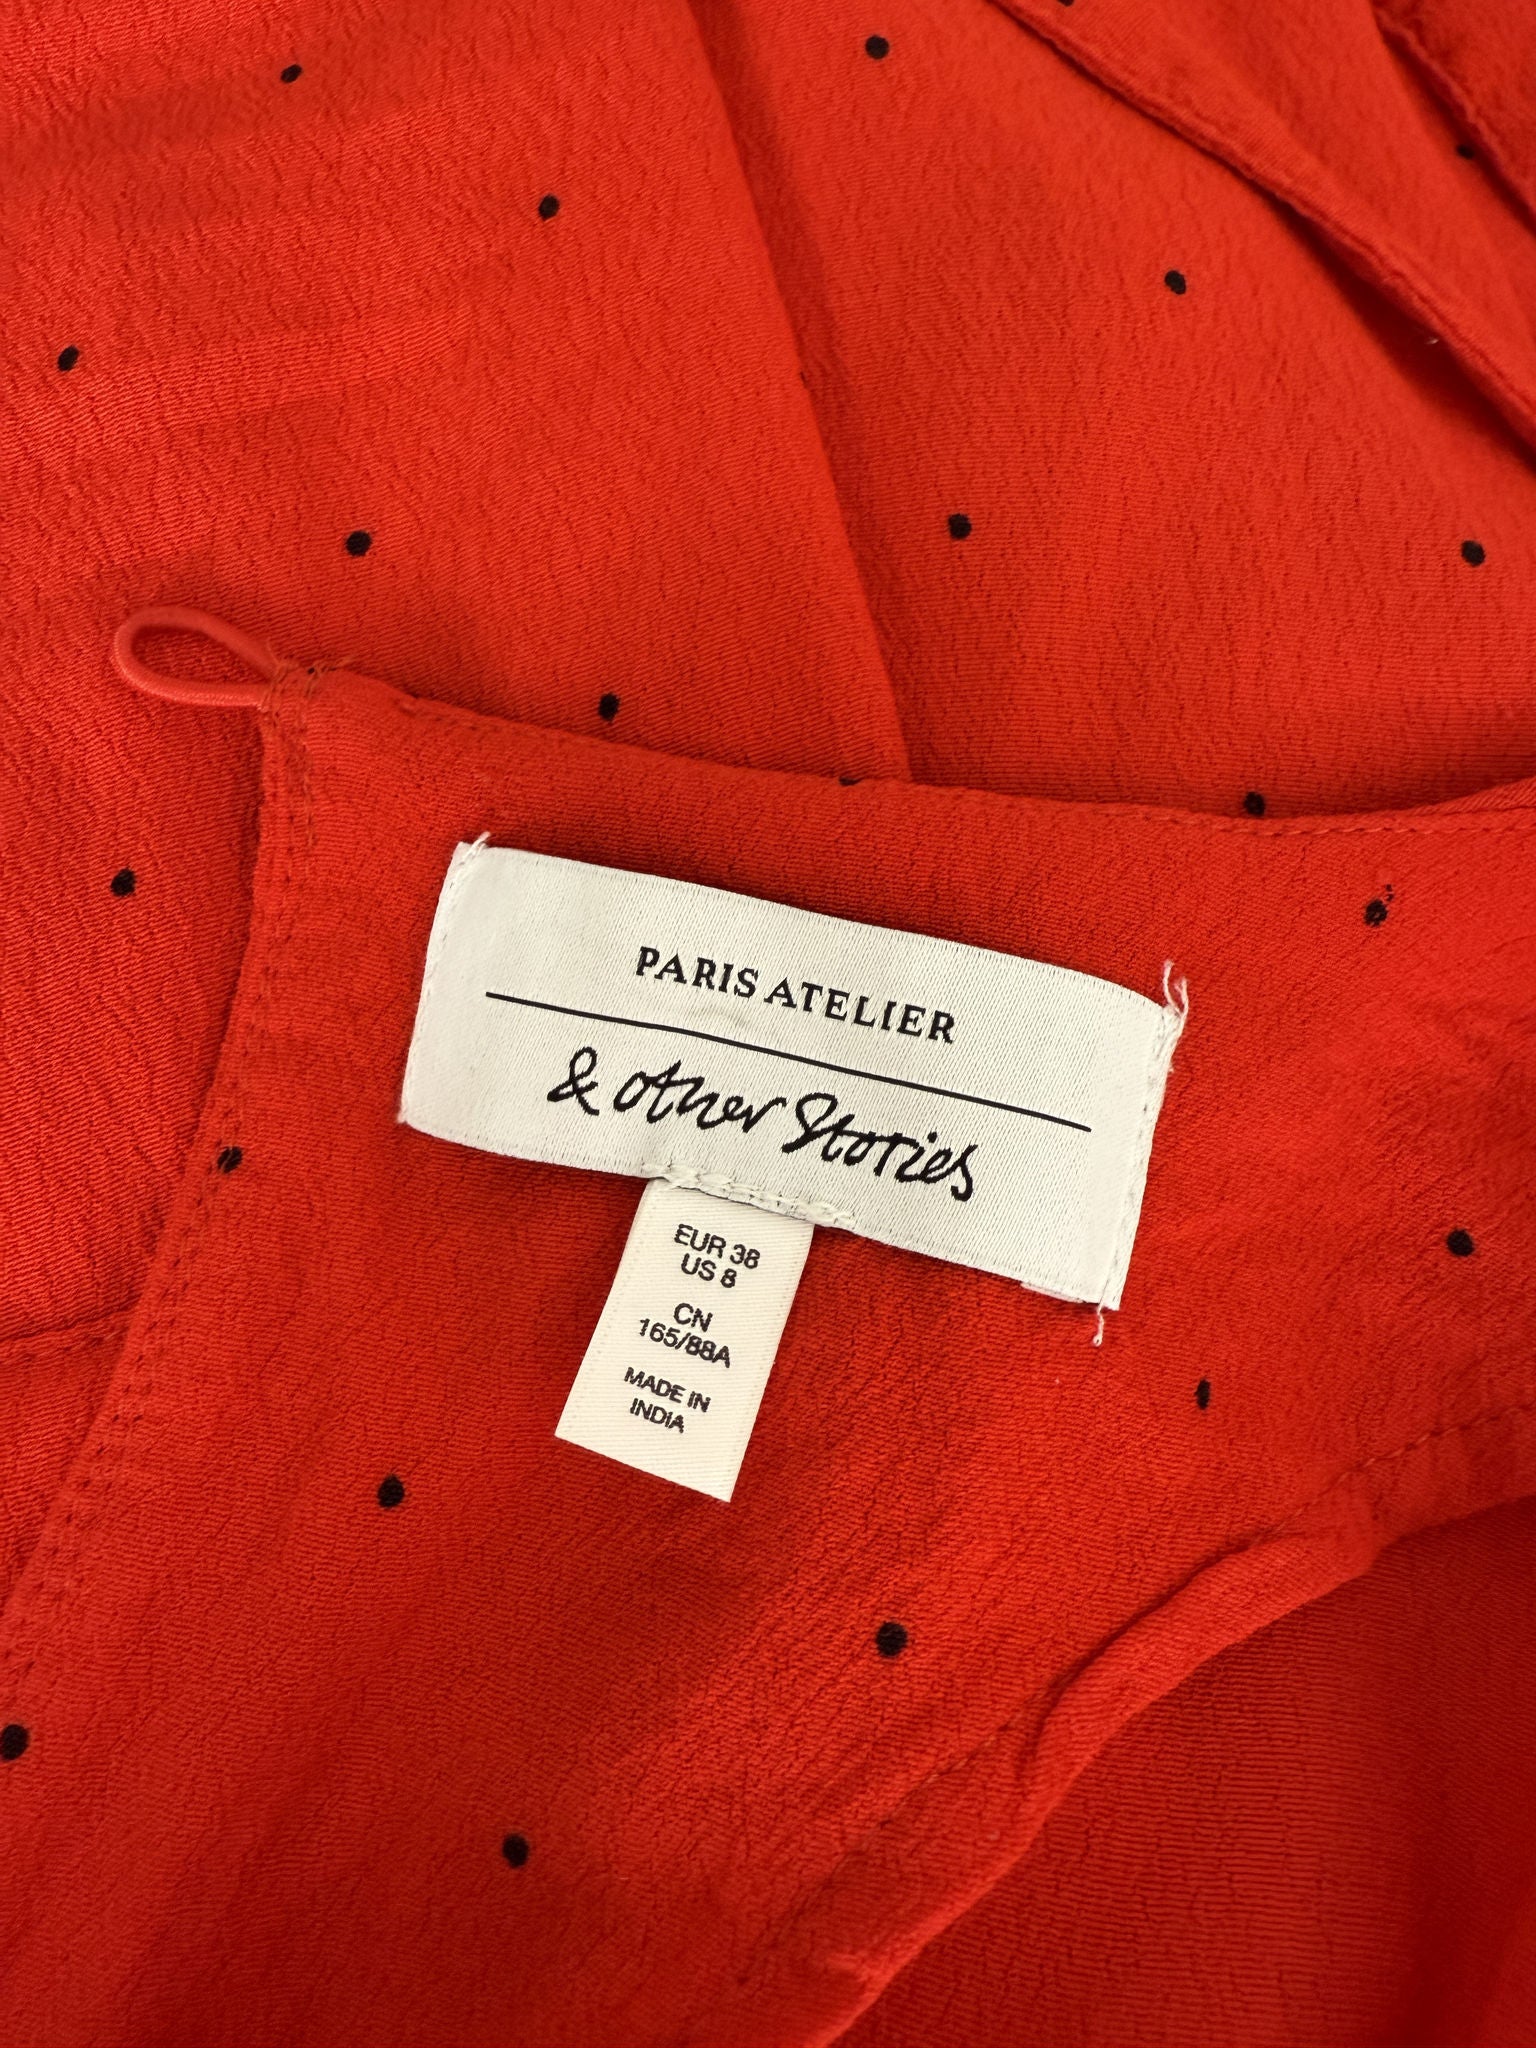 PARIS ATELIER
& other Stories
EUR 38
US 8
CN
165/88A
MADE IN
INDIA